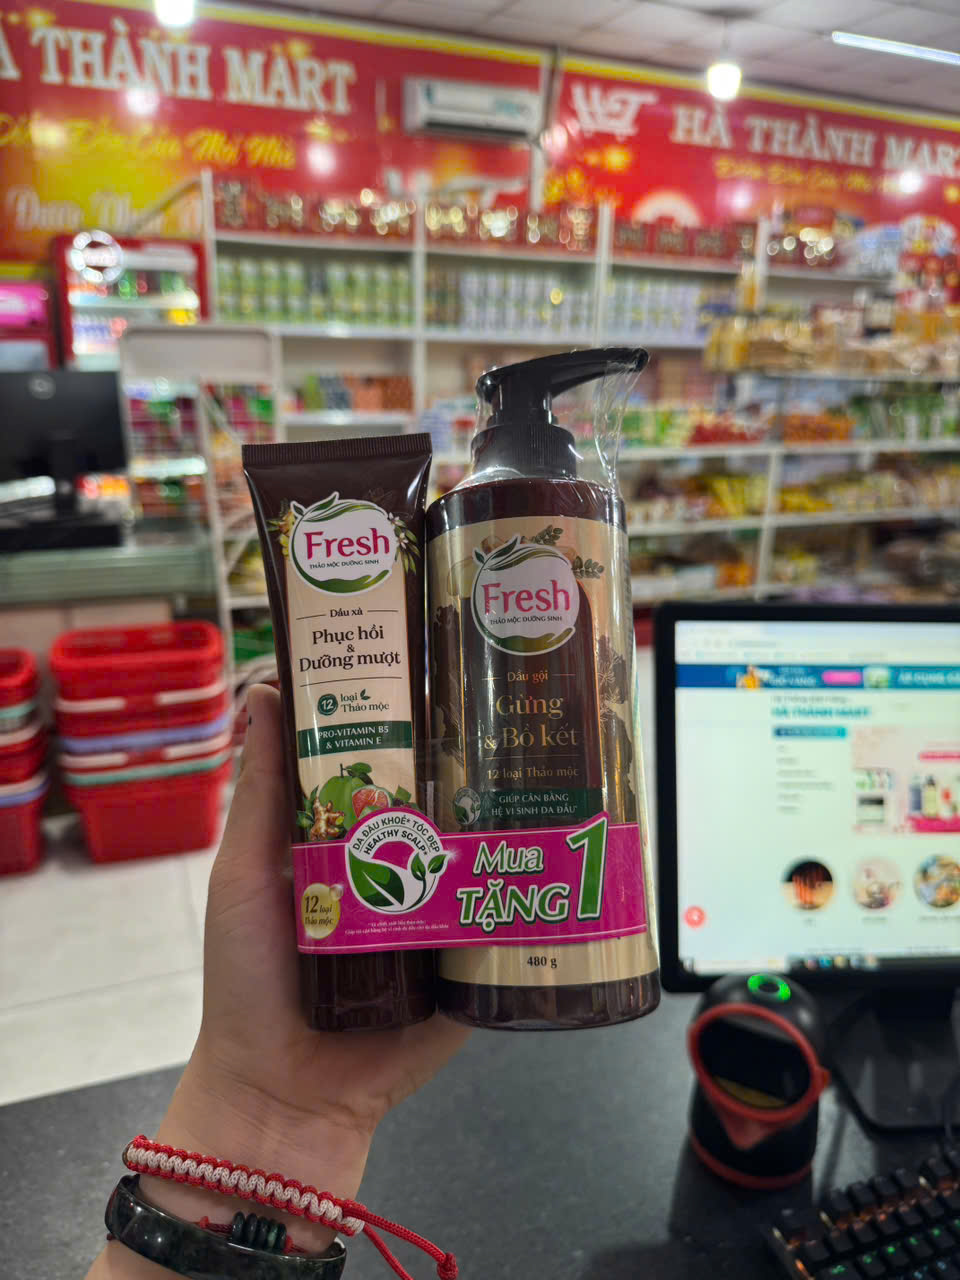 À THÀNH MART
HT HÀ THÀNH MART
Fresh
THẢO MỘC DƯỠNG SINH
Dầu xả
Phục hồi
&
Dưỡng mượt
12 loại
Thảo mộc
PRO-VITAMIN B5
& VITAMIN E
Fresh
THẢO MỘC DƯỠNG SINH
Dầu gội
Gừng
& Bồ kết
12 loại Thảo mộc
GIÚP CÂN BẰNG
HỆ VI SINH DA ĐẦU*
DA ĐẦU KHOẺ* TÓC ĐẸP
HEALTHY SCALP*
12 loại
Thảo mộc
Mua
TẶNG 1
480 g
HÀ THÀNH MART